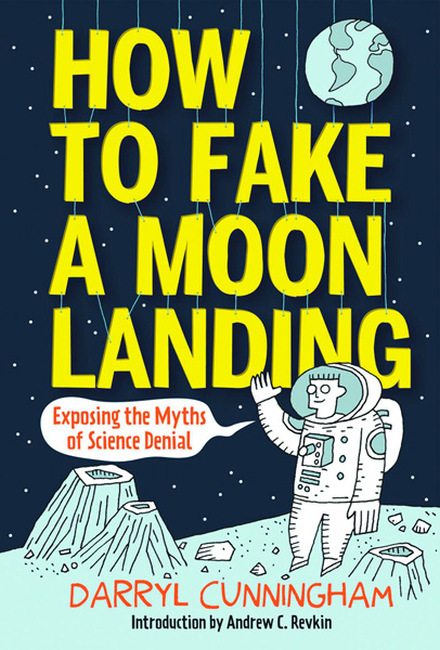 HOW
TO FAKE
A MOON
LANDING
Exposing the Myths
of Science Denial
DARRYL CUNNINGHAM
Introduction by Andrew C. Revkin